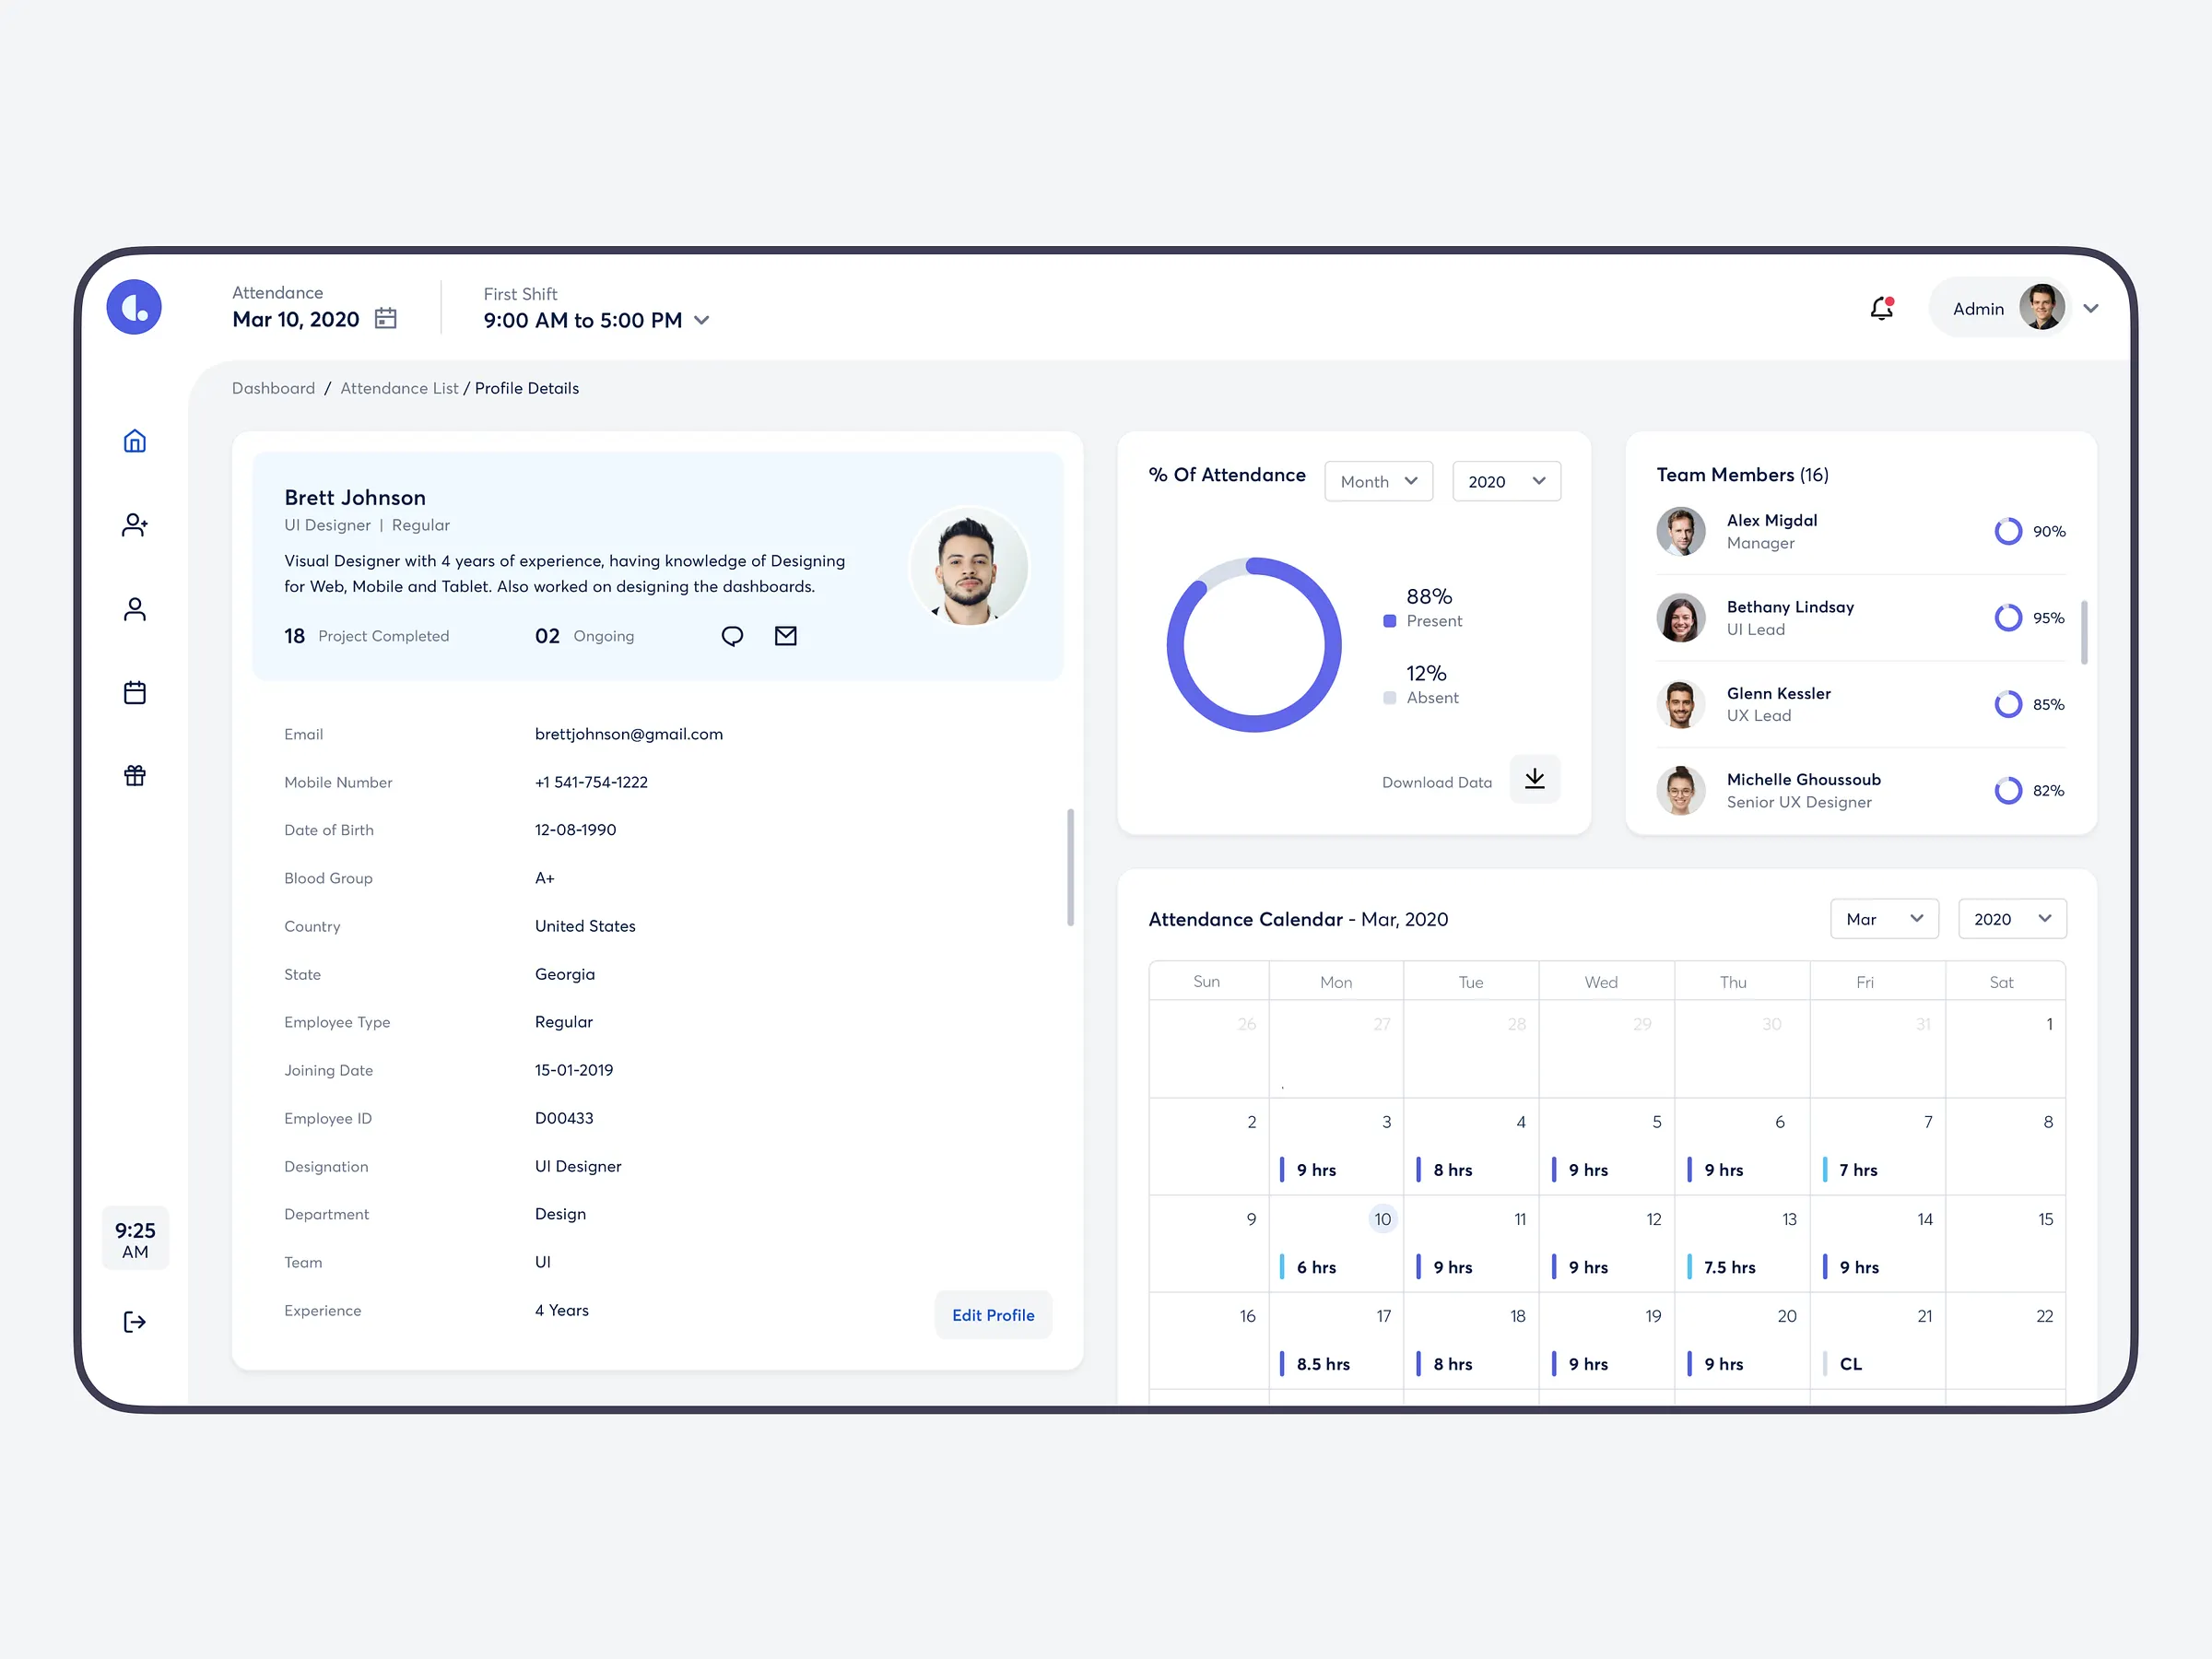 Attendance
Mar 10, 2020
First Shift
9:00 AM to 5:00 PM
Admin
Dashboard / Attendance List / Profile Details
Brett Johnson
UI Designer | Regular
Visual Designer with 4 years of experience, having knowledge of Designing
for Web, Mobile and Tablet. Also worked on designing the dashboards.
18 Project Completed
02 Ongoing
Email brettjohnson@gmail.com
Mobile Number +1 541-754-1222
Date of Birth 12-08-1990
Blood Group A+
Country United States
State Georgia
Employee Type Regular
Joining Date 15-01-2019
Employee ID D00433
Designation UI Designer
Department Design
Team UI
Experience 4 Years
Edit Profile
9:25
AM
% Of Attendance
Month
2020
88%
Present
12%
Absent
Download Data
Team Members (16)
Alex Migdal
Manager
90%
Bethany Lindsay
UI Lead
95%
Glenn Kessler
UX Lead
85%
Michelle Ghoussoub
Senior UX Designer
82%
Attendance Calendar - Mar, 2020
Mar
2020
Sun Mon Tue Wed Thu Fri Sat
26 27 28 29 30 31 1
2 3 4 5 6 7 8
9 hrs 8 hrs 9 hrs 9 hrs 7 hrs
9 10 11 12 13 14 15
6 hrs 9 hrs 9 hrs 7.5 hrs 9 hrs
16 17 18 19 20 21 22
8.5 hrs 8 hrs 9 hrs 9 hrs CL